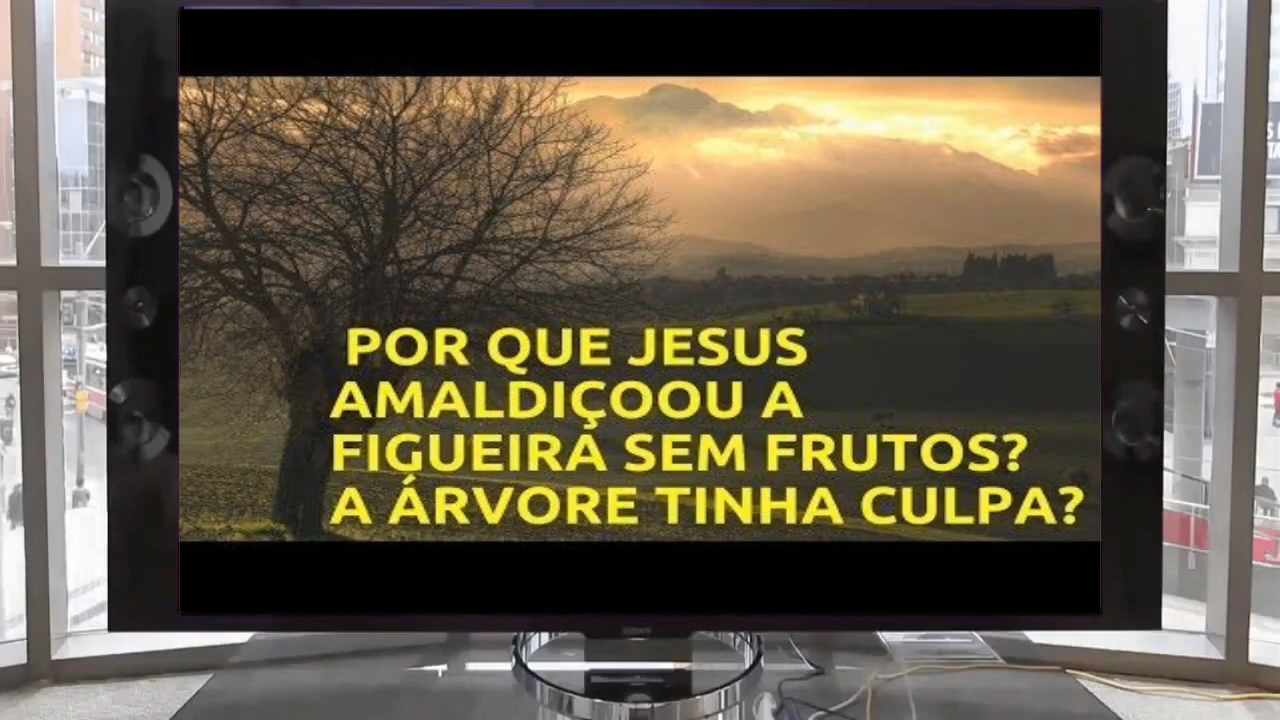 POR QUE JESUS
AMALDIÇOOU A
FIGUEIRA SEM FRUTOS?
A ÁRVORE TINHA CULPA?